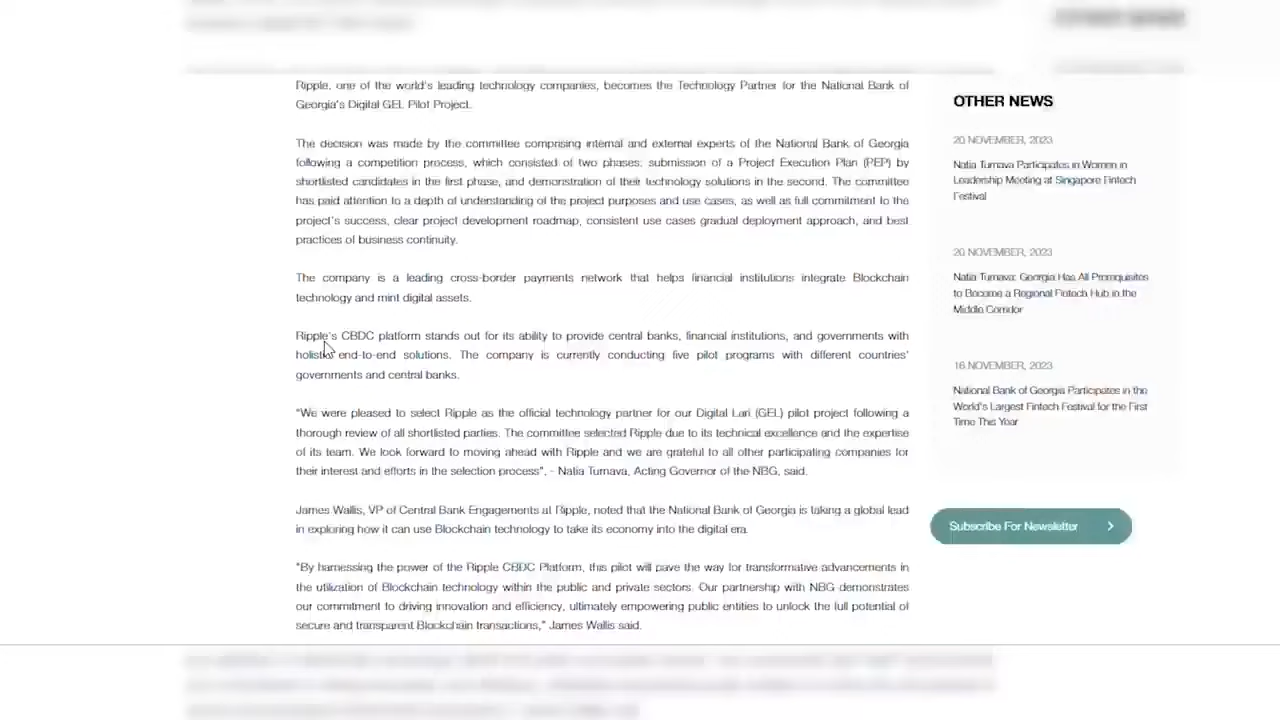 Ripple, one of the world's leading technology companies, becomes the Technology Partner for the National Bank of
Georgia's Digital GEL Pilot Project.
The decision was made by the committee comprising internal and external experts of the National Bank of Georgia
following a competition process, which consisted of two phases: submission of a Project Execution Plan (PEP) by
shortlisted candidates in the first phase, and demonstration of their technology solutions in the second. The committee
has paid attention to a depth of understanding of the project purposes and use cases, as well as full commitment to the
project's success, clear project development roadmap, consistent use cases gradual deployment approach, and best
practices of business continuity.
The company is a leading cross-border payments network that helps financial institutions integrate Blockchain
technology and mint digital assets.
Ripple's CBDC platform stands out for its ability to provide central banks, financial institutions, and governments with
holistic end-to-end solutions. The company is currently conducting five pilot programs with different countries'
governments and central banks.
"We were pleased to select Ripple as the official technology partner for our Digital Lari (GEL) pilot project following a
thorough review of all shortlisted parties. The committee selected Ripple due to its technical excellence and the expertise
of its team. We look forward to moving ahead with Ripple and we are grateful to all other participating companies for
their interest and efforts in the selection process", - Natia Turnava, Acting Governor of the NBG, said.
James Wallis, VP of Central Bank Engagements at Ripple, noted that the National Bank of Georgia is taking a global lead
in exploring how it can use Blockchain technology to take its economy into the digital era.
"By harnessing the power of the Ripple CBDC Platform, this pilot will pave the way for transformative advancements in
the utilization of Blockchain technology within the public and private sectors. Our partnership with NBG demonstrates
our commitment to driving innovation and efficiency, ultimately empowering public entities to unlock the full potential of
secure and transparent Blockchain transactions," James Wallis said.
OTHER NEWS
20 NOVEMBER, 2023
Natia Turnava Participates in Women in
Leadership Meeting at Singapore Fintech
Festival
20 NOVEMBER, 2023
Natia Turnava: Georgia Has All Prerequisites
to Become a Regional Fintech Hub in the
Middle Corridor
16 NOVEMBER, 2023
National Bank of Georgia Participates in the
World's Largest Fintech Festival for the First
Time This Year
Subscribe For Newsletter